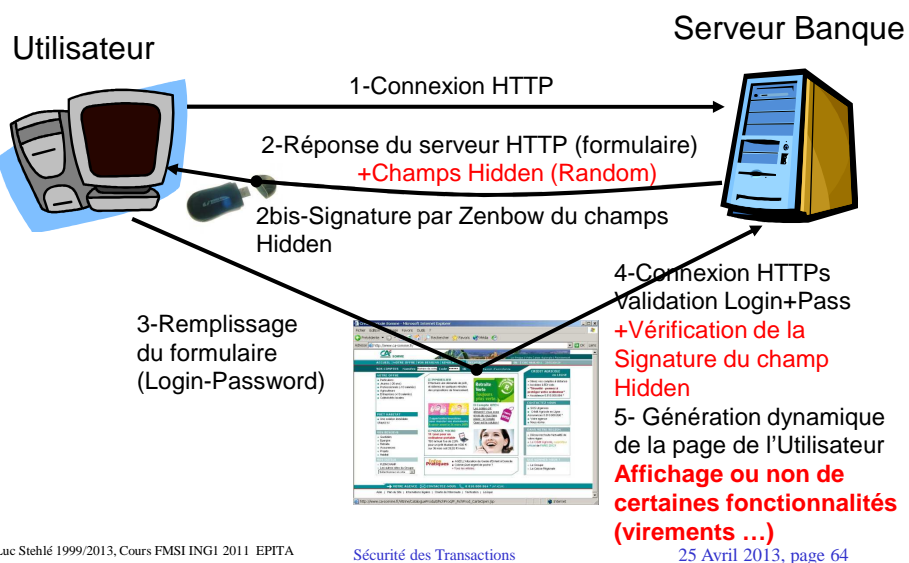 Serveur Banque
Utilisateur
1-Connexion HTTP
2-Réponse du serveur HTTP (formulaire)
+Champs Hidden (Random)
2bis-Signature par Zenbow du champs
Hidden
3-Remplissage
du formulaire
(Login-Password)
4-Connexion HTTPs
Validation Login+Pass
+Vérification de la
Signature du champ
Hidden
5- Génération dynamique
de la page de l'Utilisateur
Affichage ou non de
certaines fonctionnalités
(virements …)
Retraite
Verte
Pratiques
Luc Stehlé 1999/2013, Cours FMSI ING1 2011 EPITA
Sécurité des Transactions
25 Avril 2013, page 64